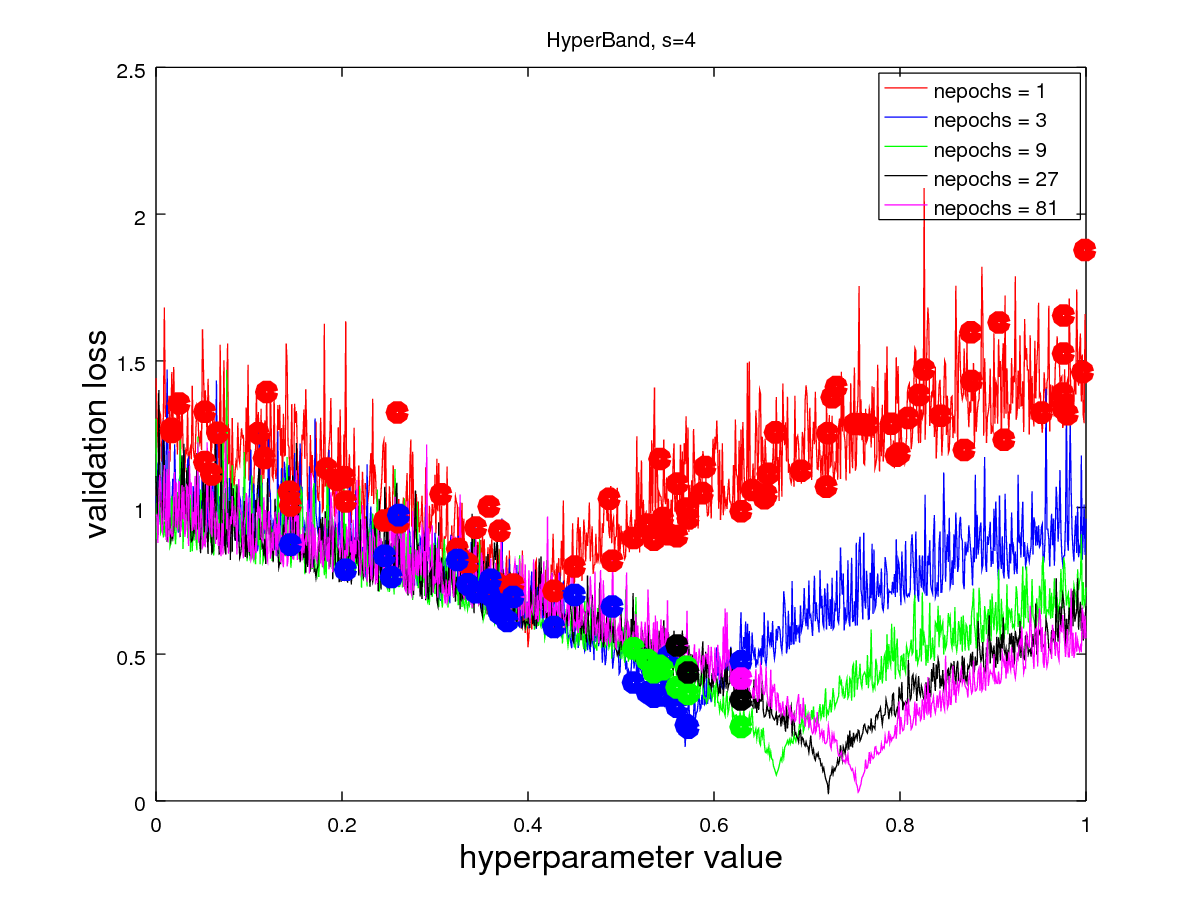 HyperBand, s=4
2.5
2
1.5
1
0.5
0
validation loss
nepochs = 1
nepochs = 3
nepochs = 9
nepochs = 27
nepochs = 81
0 0.2 0.4 0.6 0.8 1
hyperparameter value